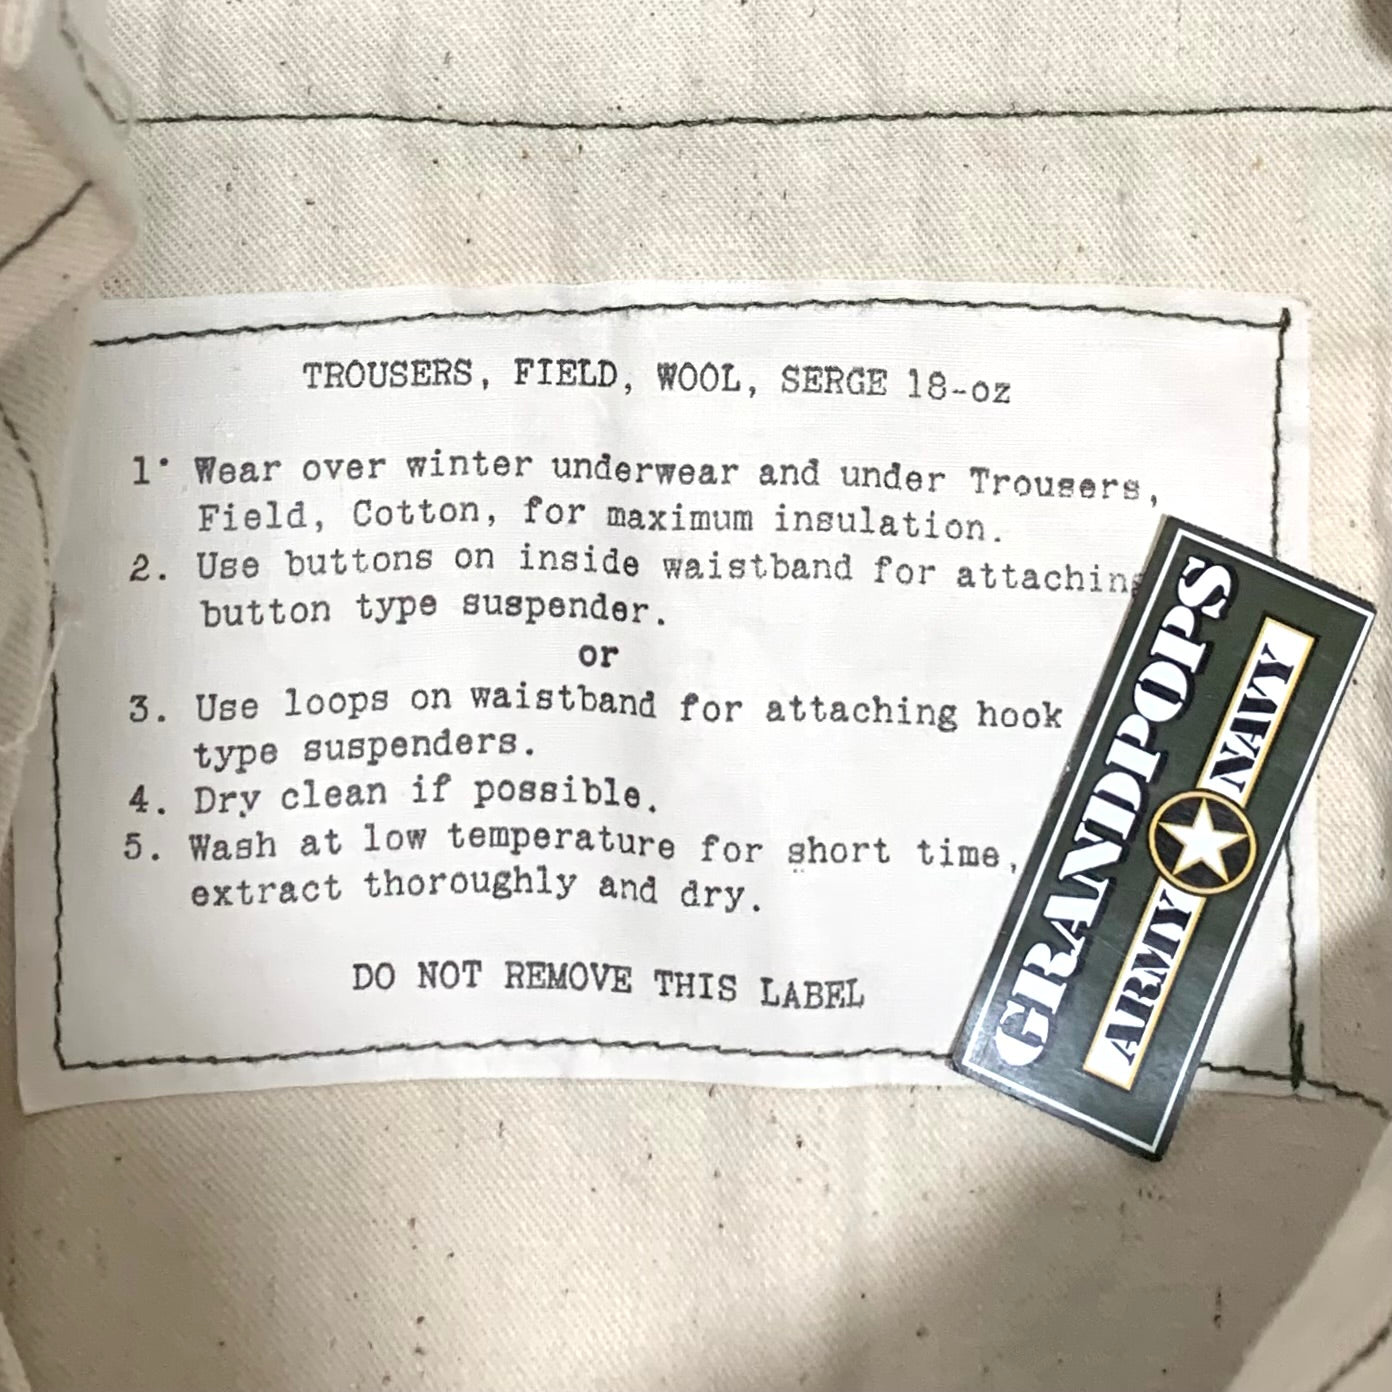 TROUSERS, FIELD, WOOL, SERGE 18-oz
1. Wear over winter underwear and under Trousers,
Field, Cotton, for maximum insulation.
2. Use buttons on inside waistband for attaching
button type suspender.
or
3. Use loops on waistband for attaching hook
type suspenders.
4. Dry clean if possible.
5. Wash at low temperature for short time,
extract thoroughly and dry.
DO NOT REMOVE THIS LABEL
GRANDPOPS
ARMY NAVY